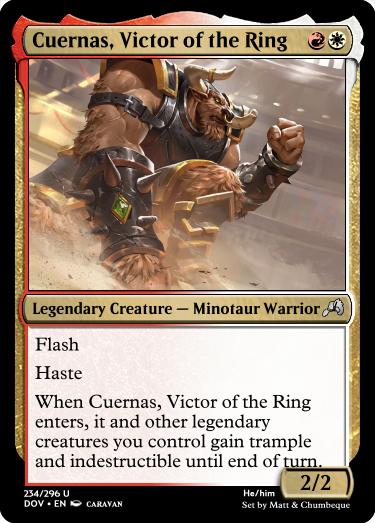 Cuernas, Victor of the Ring
Legendary Creature — Minotaur Warrior
Flash
Haste
When Cuernas, Victor of the Ring
enters, it and other legendary
creatures you control gain trample
and indestructible until end of turn.
2/2
234/296 U
DOV • EN CARAVAN
He/him
Set by Matt & Chumbeque